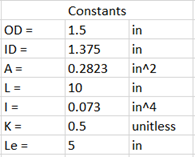 Constants
OD = 1.5 in
ID = 1.375 in
A = 0.2823 in^2
L = 10 in
I = 0.073 in^4
K = 0.5 unitless
Le = 5 in